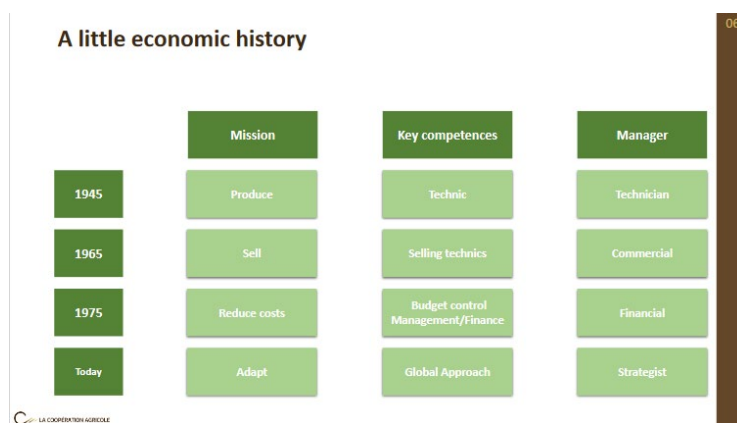 A little economic history
06
Mission Key competences Manager
1945 Produce Technic Technician
1965 Sell Selling technics Commercial
1975 Reduce costs Budget control
Management/Finance Financial
Today Adapt Global Approach Strategist
LA COOPÉRATION AGRICOLE